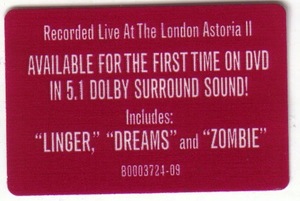 Recorded Live At The London Astoria II
AVAILABLE FOR THE FIRST TIME ON DVD
IN 5.1 DOLBY SURROUND SOUND!
Includes:
“LINGER,” “DREAMS” and “ZOMBIE”
80003724-09